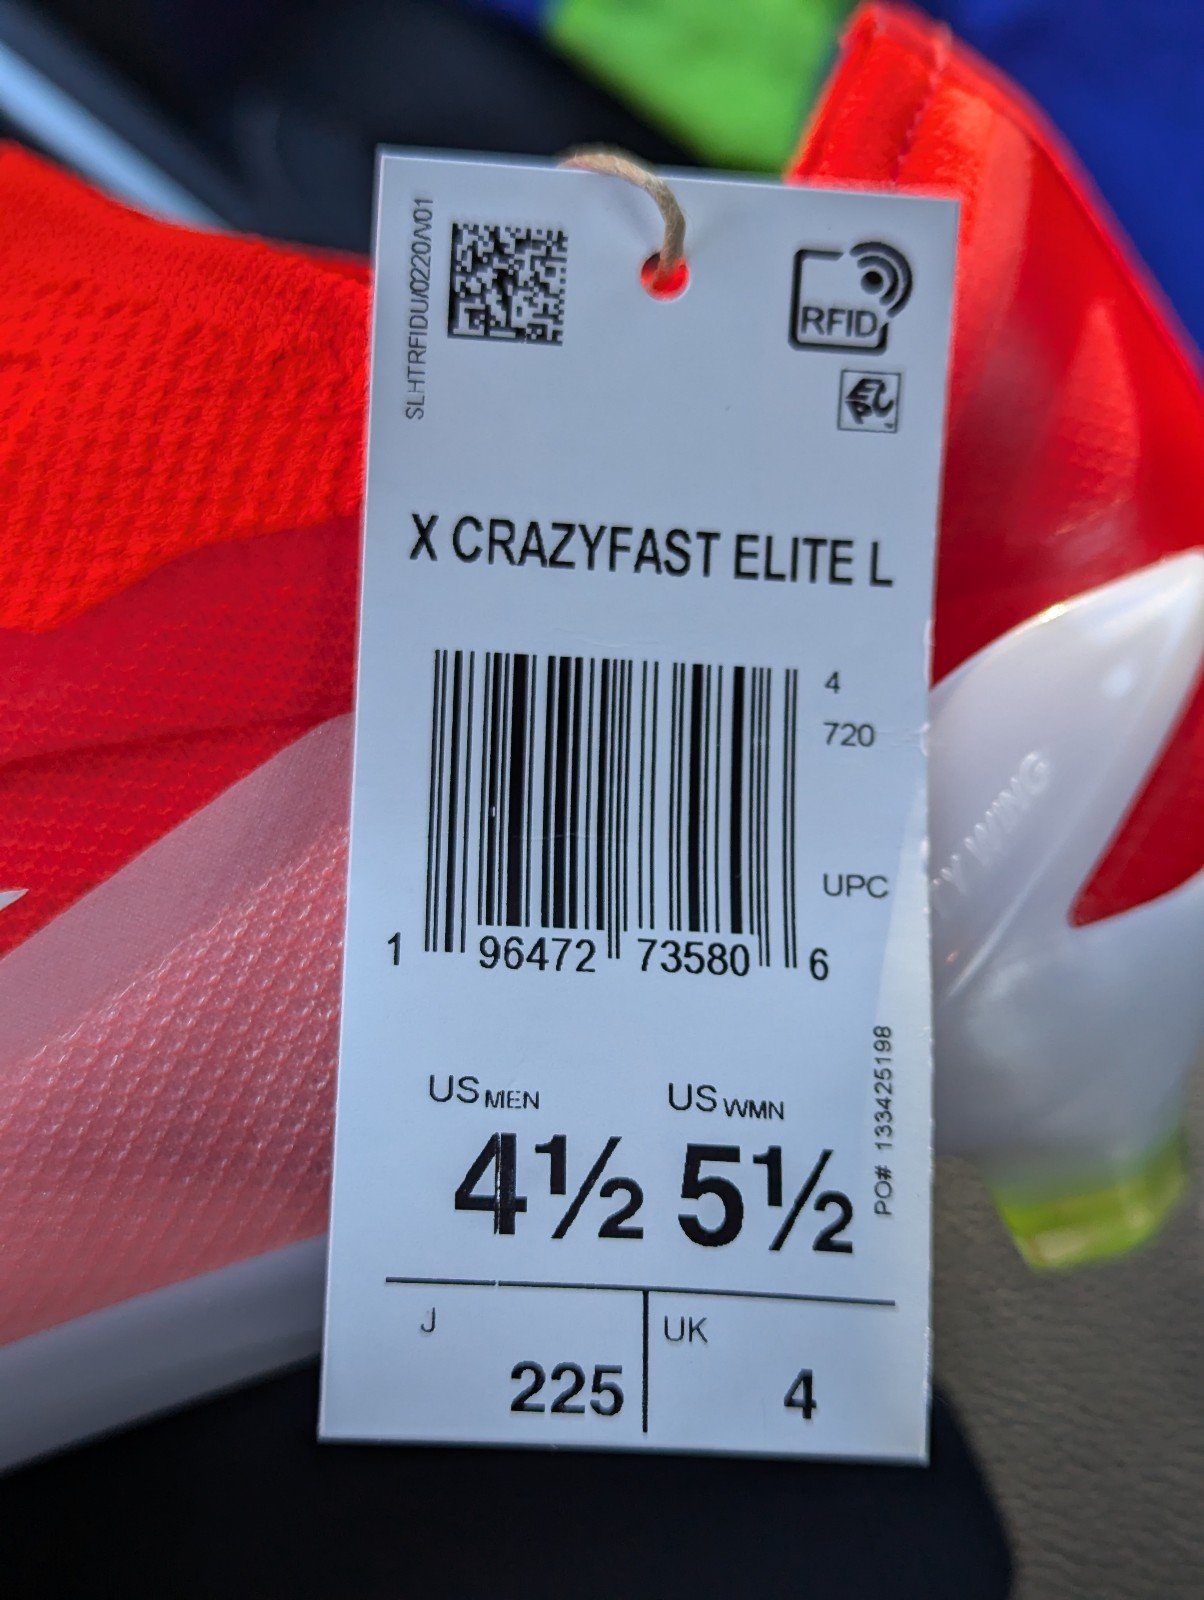 SLHTRFIDU/0220/V01
RFID
X CRAZYFAST ELITE L
4
720
UPC
1 96472 73580 6
PO# 133425198
US MEN
US WMN
4½
5½
J
225
UK
4
WING